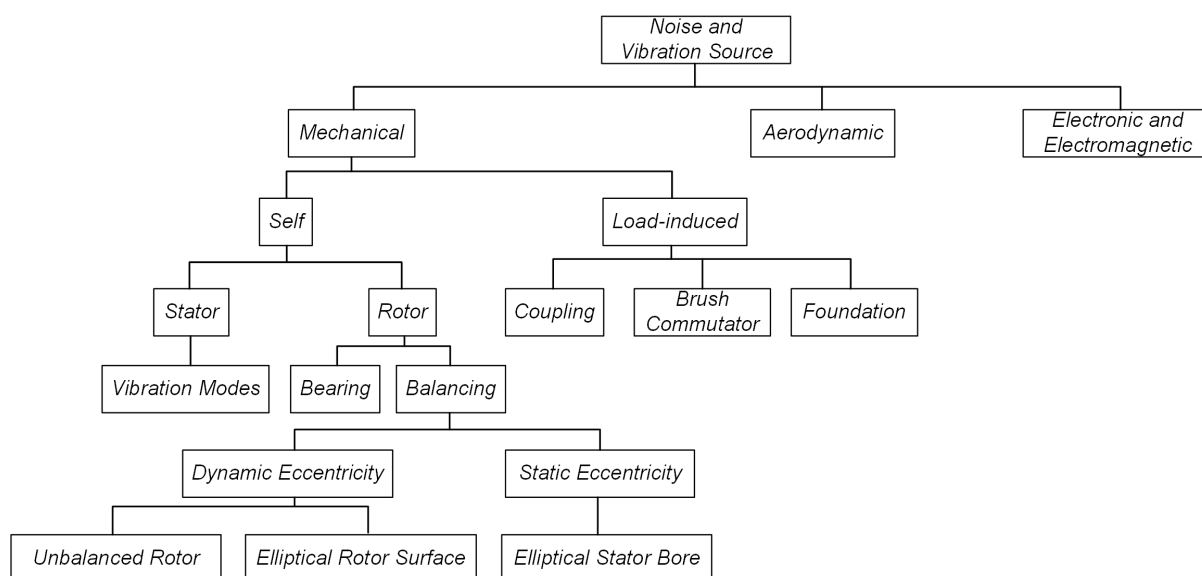 Noise and
Vibration Source
Mechanical
Aerodynamic
Electronic and
Electromagnetic
Self
Load-induced
Stator
Rotor
Coupling
Brush
Commutator
Foundation
Vibration Modes
Bearing
Balancing
Dynamic Eccentricity
Static Eccentricity
Unbalanced Rotor
Elliptical Rotor Surface
Elliptical Stator Bore